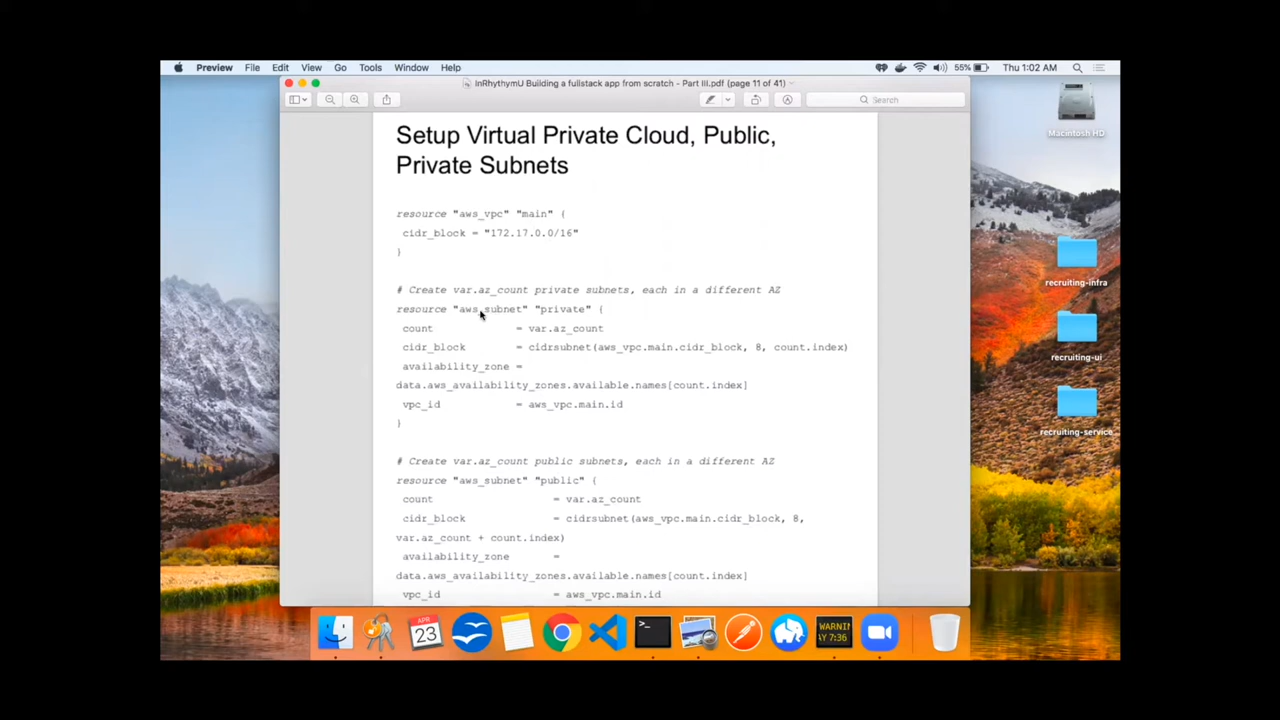 Preview File Edit View Go Tools Window Help
55% Thu 1:02 AM
InRhythmU Building a fullstack app from scratch - Part III.pdf (page 11 of 41)
Search
Macintosh HD
Setup Virtual Private Cloud, Public,
Private Subnets
resource "aws_vpc" "main" {
cidr_block = "172.17.0.0/16"
}
# Create var.az_count private subnets, each in a different AZ
resource "aws_subnet" "private" {
count = var.az_count
cidr_block = cidrsubnet(aws_vpc.main.cidr_block, 8, count.index)
availability_zone =
data.aws_availability_zones.available.names[count.index]
vpc_id = aws_vpc.main.id
}
# Create var.az_count public subnets, each in a different AZ
resource "aws_subnet" "public" {
count = var.az_count
cidr_block = cidrsubnet(aws_vpc.main.cidr_block, 8,
var.az_count + count.index)
availability_zone =
data.aws_availability_zones.available.names[count.index]
vpc_id = aws_vpc.main.id
recruiting-infra
recruiting-ui
recruiting-service
APR
23
>_
WARNI
Y 7:36